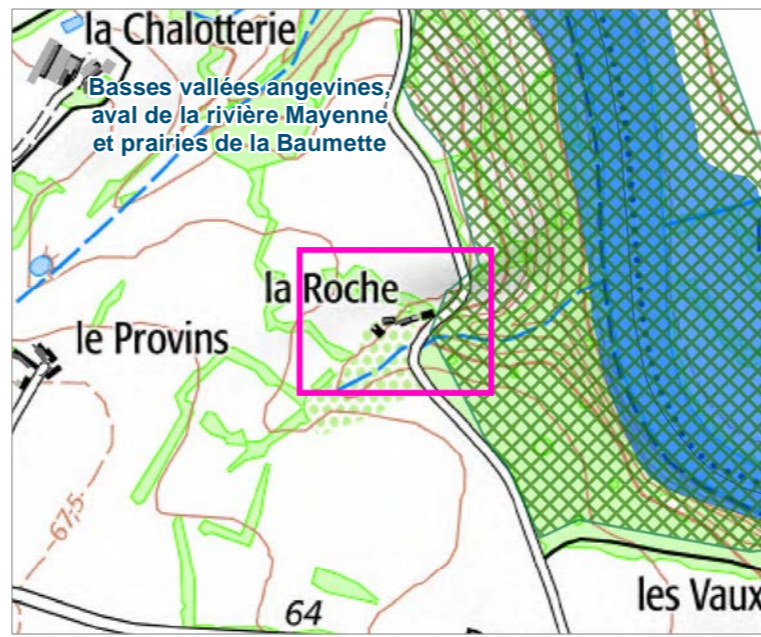 la Chalotterie
Basses vallées angevines,
aval de la rivière Mayenne
et prairies de la Baumette
la Roche
le Provins
67,5
64
les Vaux